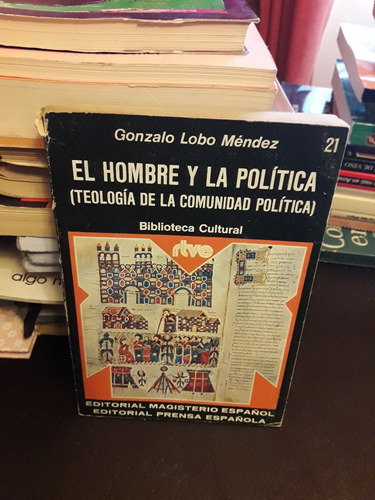 Gonzalo Lobo Méndez
21
EL HOMBRE Y LA POLÍTICA
(TEOLOGÍA DE LA COMUNIDAD POLÍTICA)
Biblioteca Cultural
rtve
EDITORIAL MAGISTERIO ESPAÑOL
EDITORIAL PRENSA ESPAÑOLA
algo